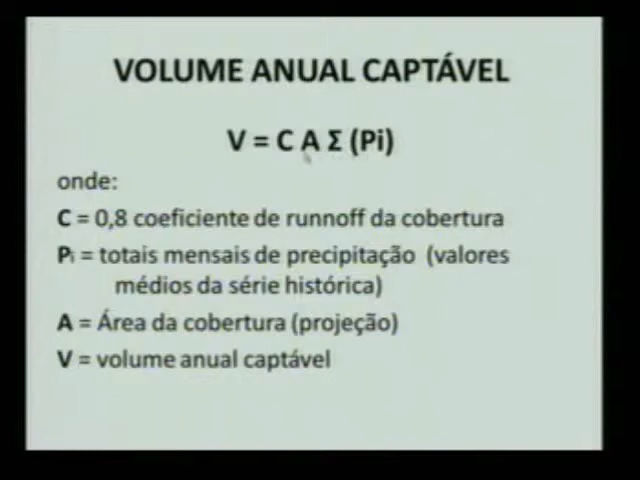 VOLUME ANUAL CAPTÁVEL
V = C A Σ (Pi)
onde:
C = 0,8 coeficiente de runnoff da cobertura
Pi = totais mensais de precipitação (valores
médios da série histórica)
A = Área da cobertura (projeção)
V = volume anual captável